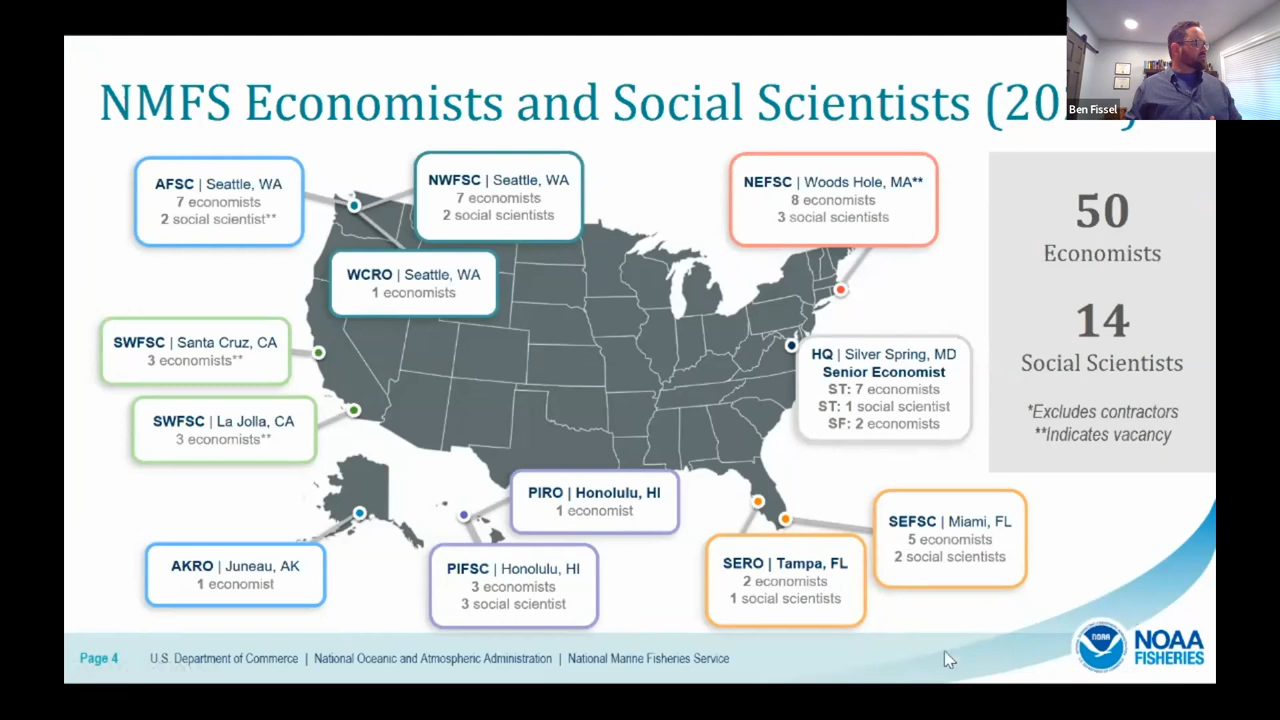 NMFS Economists and Social Scientists (20
Ben Fissel
AFSC | Seattle, WA
7 economists
2 social scientist**
NWFSC | Seattle, WA
7 economists
2 social scientists
NEFSC | Woods Hole, MA**
8 economists
3 social scientists
WCRO | Seattle, WA
1 economists
50
Economists
14
Social Scientists
*Excludes contractors
**Indicates vacancy
SWFSC | Santa Cruz, CA
3 economists**
HQ | Silver Spring, MD
Senior Economist
ST: 7 economists
ST: 1 social scientist
SF: 2 economists
SWFSC | La Jolla, CA
3 economists**
PIRO | Honolulu, HI
1 economist
SEFSC | Miami, FL
5 economists
2 social scientists
AKRO | Juneau, AK
1 economist
PIFSC | Honolulu, HI
3 economists
3 social scientist
SERO | Tampa, FL
2 economists
1 social scientists
Page 4
U.S. Department of Commerce | National Oceanic and Atmospheric Administration | National Marine Fisheries Service
NOAA
NOAA
FISHERIES